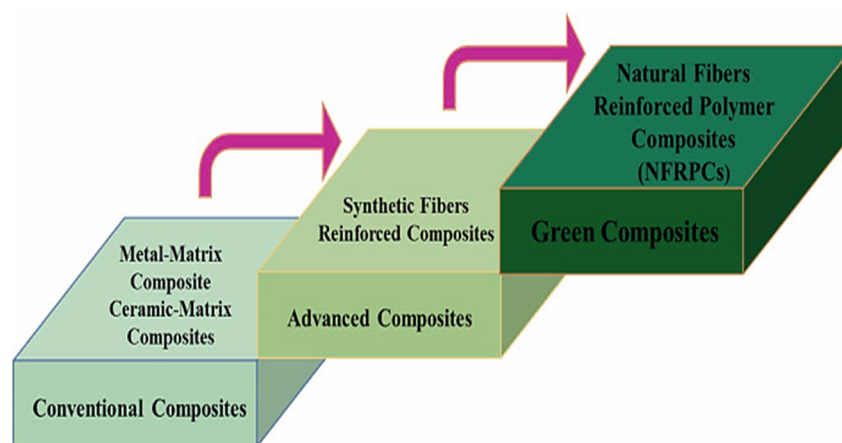 Metal-Matrix
Composite
Ceramic-Matrix
Composites
Conventional Composites
Synthetic Fibers
Reinforced Composites
Advanced Composites
Natural Fibers
Reinforced Polymer
Composites
(NFRPCs)
Green Composites